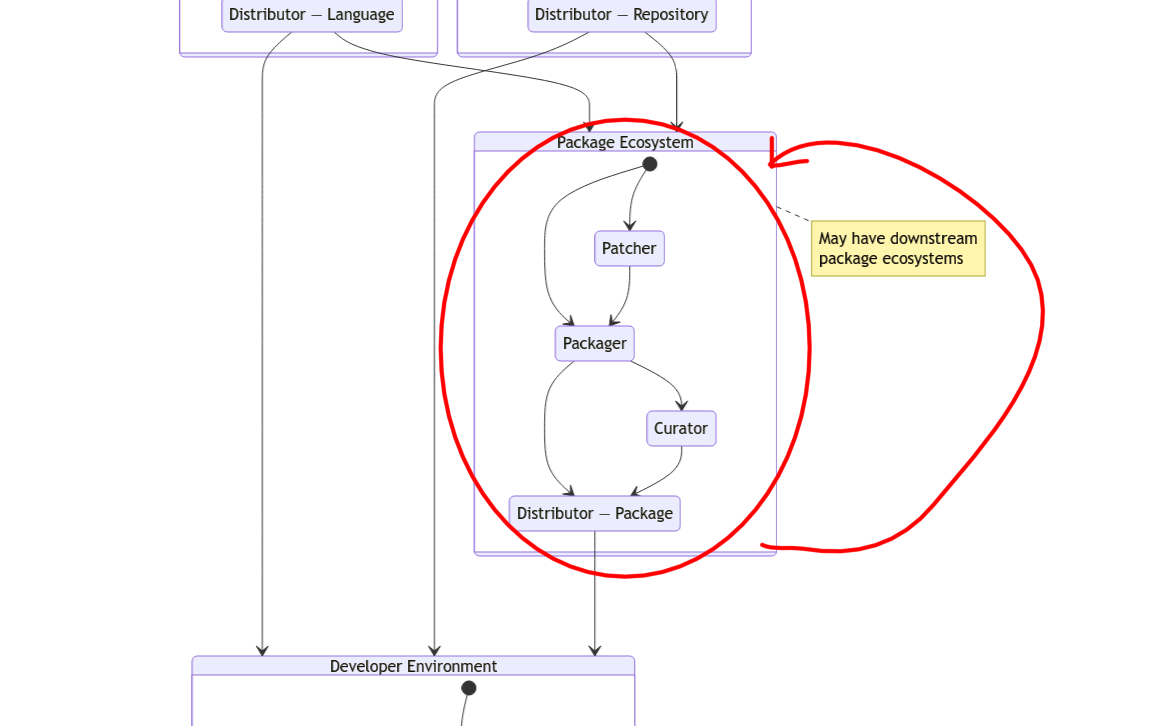 Distributor — Language
Distributor — Repository
Package Ecosystem
May have downstream
package ecosystems
Patcher
Packager
Curator
Distributor — Package
Developer Environment